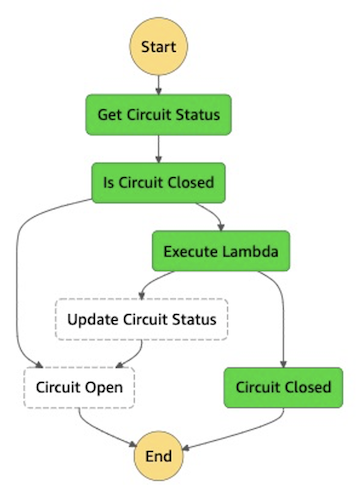 Start
Get Circuit Status
Is Circuit Closed
Execute Lambda
Update Circuit Status
Circuit Open
Circuit Closed
End